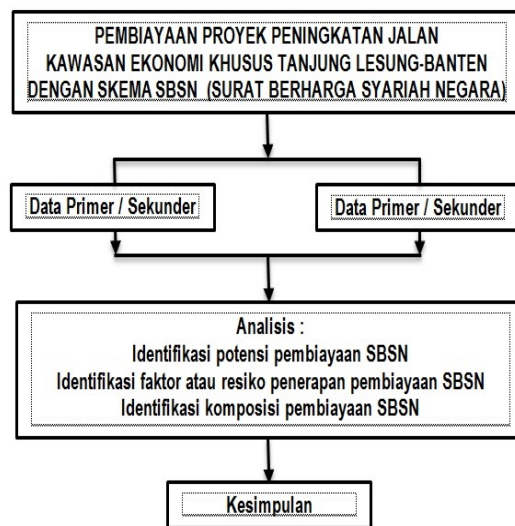 PEMBIAYAAN PROYEK PENINGKATAN JALAN
KAWASAN EKONOMI KHUSUS TANJUNG LESUNG-BANTEN
DENGAN SKEMA SBSN (SURAT BERHARGA SYARIAH NEGARA)
Data Primer / Sekunder
Data Primer / Sekunder
Analisis :
Identifikasi potensi pembiayaan SBSN
Identifikasi faktor atau resiko penerapan pembiayaan SBSN
Identifikasi komposisi pembiayaan SBSN
Kesimpulan